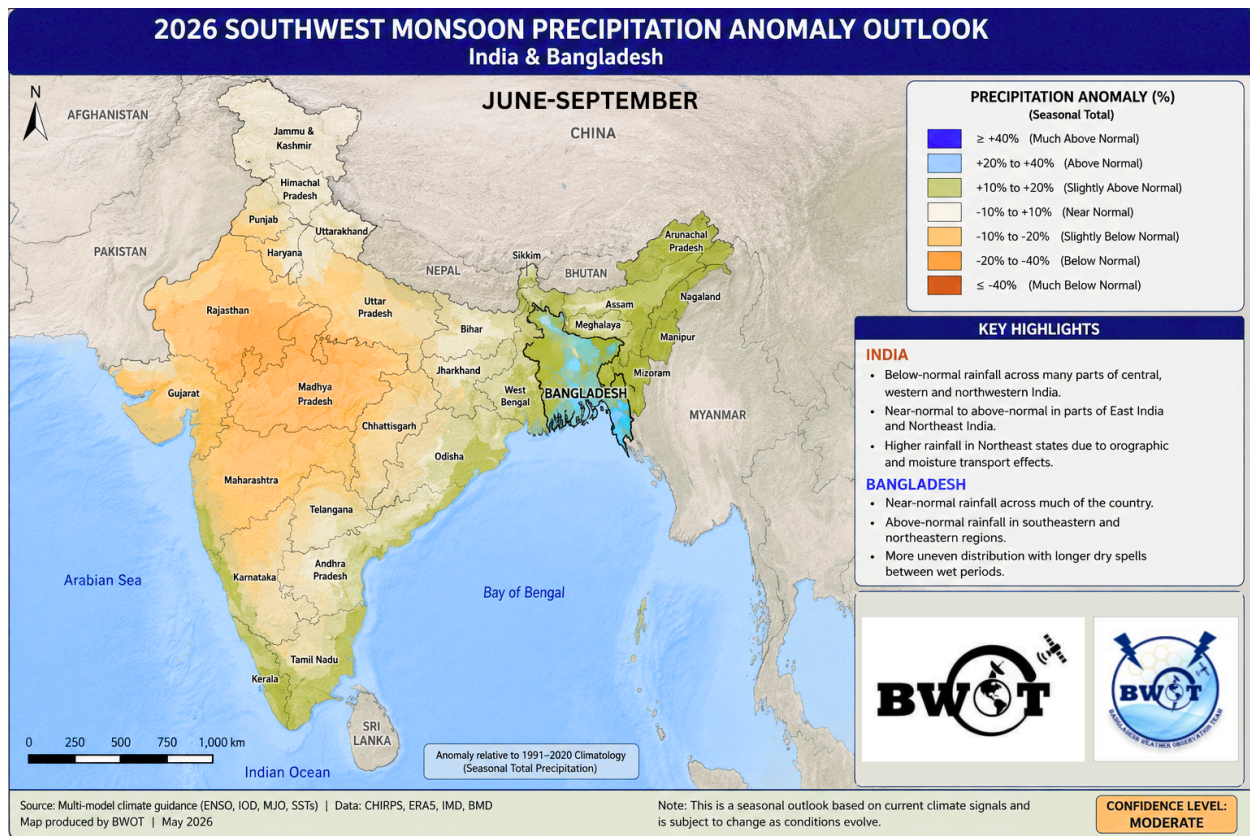 2026 SOUTHWEST MONSOON PRECIPITATION ANOMALY OUTLOOK
India & Bangladesh
JUNE-SEPTEMBER
N
AFGHANISTAN
CHINA
Jammu &
Kashmir
Himachal
Pradesh
Punjab
Uttarakhand
Haryana
PAKISTAN
NEPAL
Sikkim
BHUTAN
Arunachal
Pradesh
Rajasthan
Uttar
Pradesh
Bihar
Assam
Nagaland
Meghalaya
Manipur
Jharkhand
Mizoram
Gujarat
Madhya
Pradesh
West
Bengal
BANGLADESH
MYANMAR
Chhattisgarh
Odisha
Maharashtra
Telangana
Arabian Sea
Karnataka
Andhra
Pradesh
Bay of Bengal
Tamil Nadu
Kerala
SRI
LANKA
0 250 500 750 1,000 km
Indian Ocean
Anomaly relative to 1991–2020 Climatology
(Seasonal Total Precipitation)
PRECIPITATION ANOMALY (%)
(Seasonal Total)
≥ +40% (Much Above Normal)
+20% to +40% (Above Normal)
+10% to +20% (Slightly Above Normal)
-10% to +10% (Near Normal)
-10% to -20% (Slightly Below Normal)
-20% to -40% (Below Normal)
≤ -40% (Much Below Normal)
KEY HIGHLIGHTS
INDIA
• Below-normal rainfall across many parts of central,
western and northwestern India.
• Near-normal to above-normal in parts of East India
and Northeast India.
• Higher rainfall in Northeast states due to orographic
and moisture transport effects.
BANGLADESH
• Near-normal rainfall across much of the country.
• Above-normal rainfall in southeastern and
northeastern regions.
• More uneven distribution with longer dry spells
between wet periods.
BWOT
BWOT
BANGLADESH WEATHER OBSERVATION TEAM
Source: Multi-model climate guidance (ENSO, IOD, MJO, SSTs) | Data: CHIRPS, ERA5, IMD, BMD
Map produced by BWOT | May 2026
Note: This is a seasonal outlook based on current climate signals and
is subject to change as conditions evolve.
CONFIDENCE LEVEL:
MODERATE